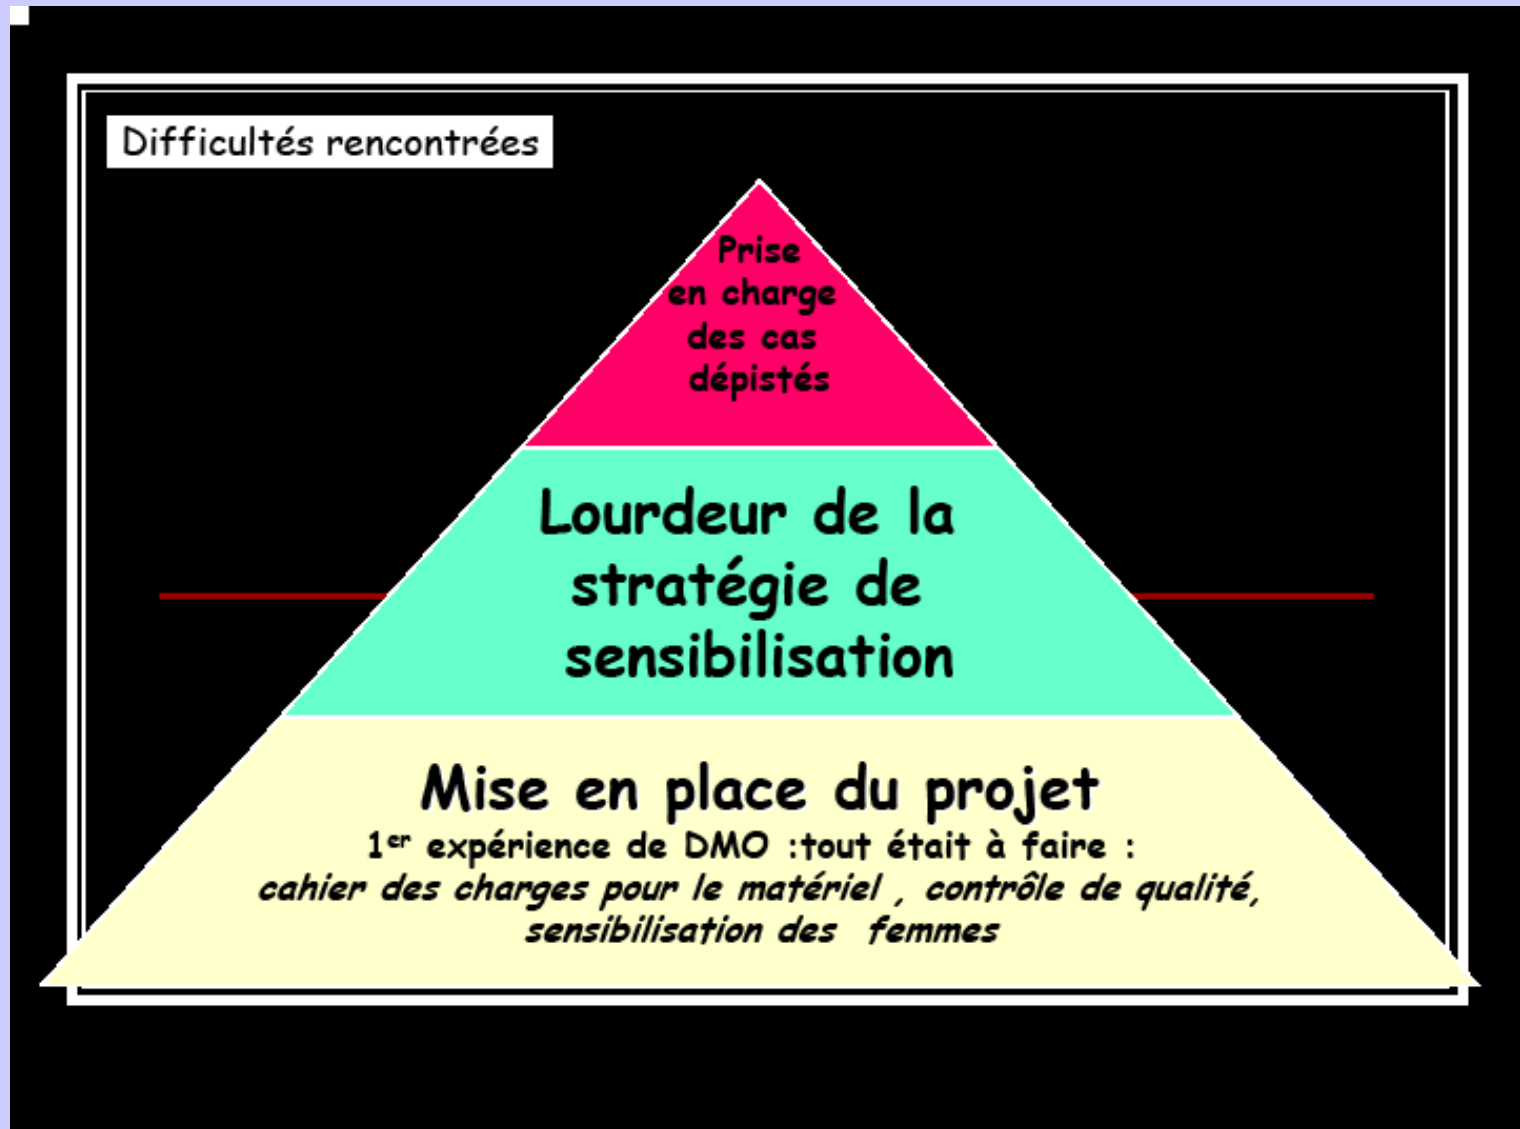 Difficultés rencontrées
Prise
en charge
des cas
dépistés
Lourdeur de la
stratégie de
sensibilisation
Mise en place du projet
1er expérience de DMO :tout était à faire :
cahier des charges pour le matériel , contrôle de qualité,
sensibilisation des femmes